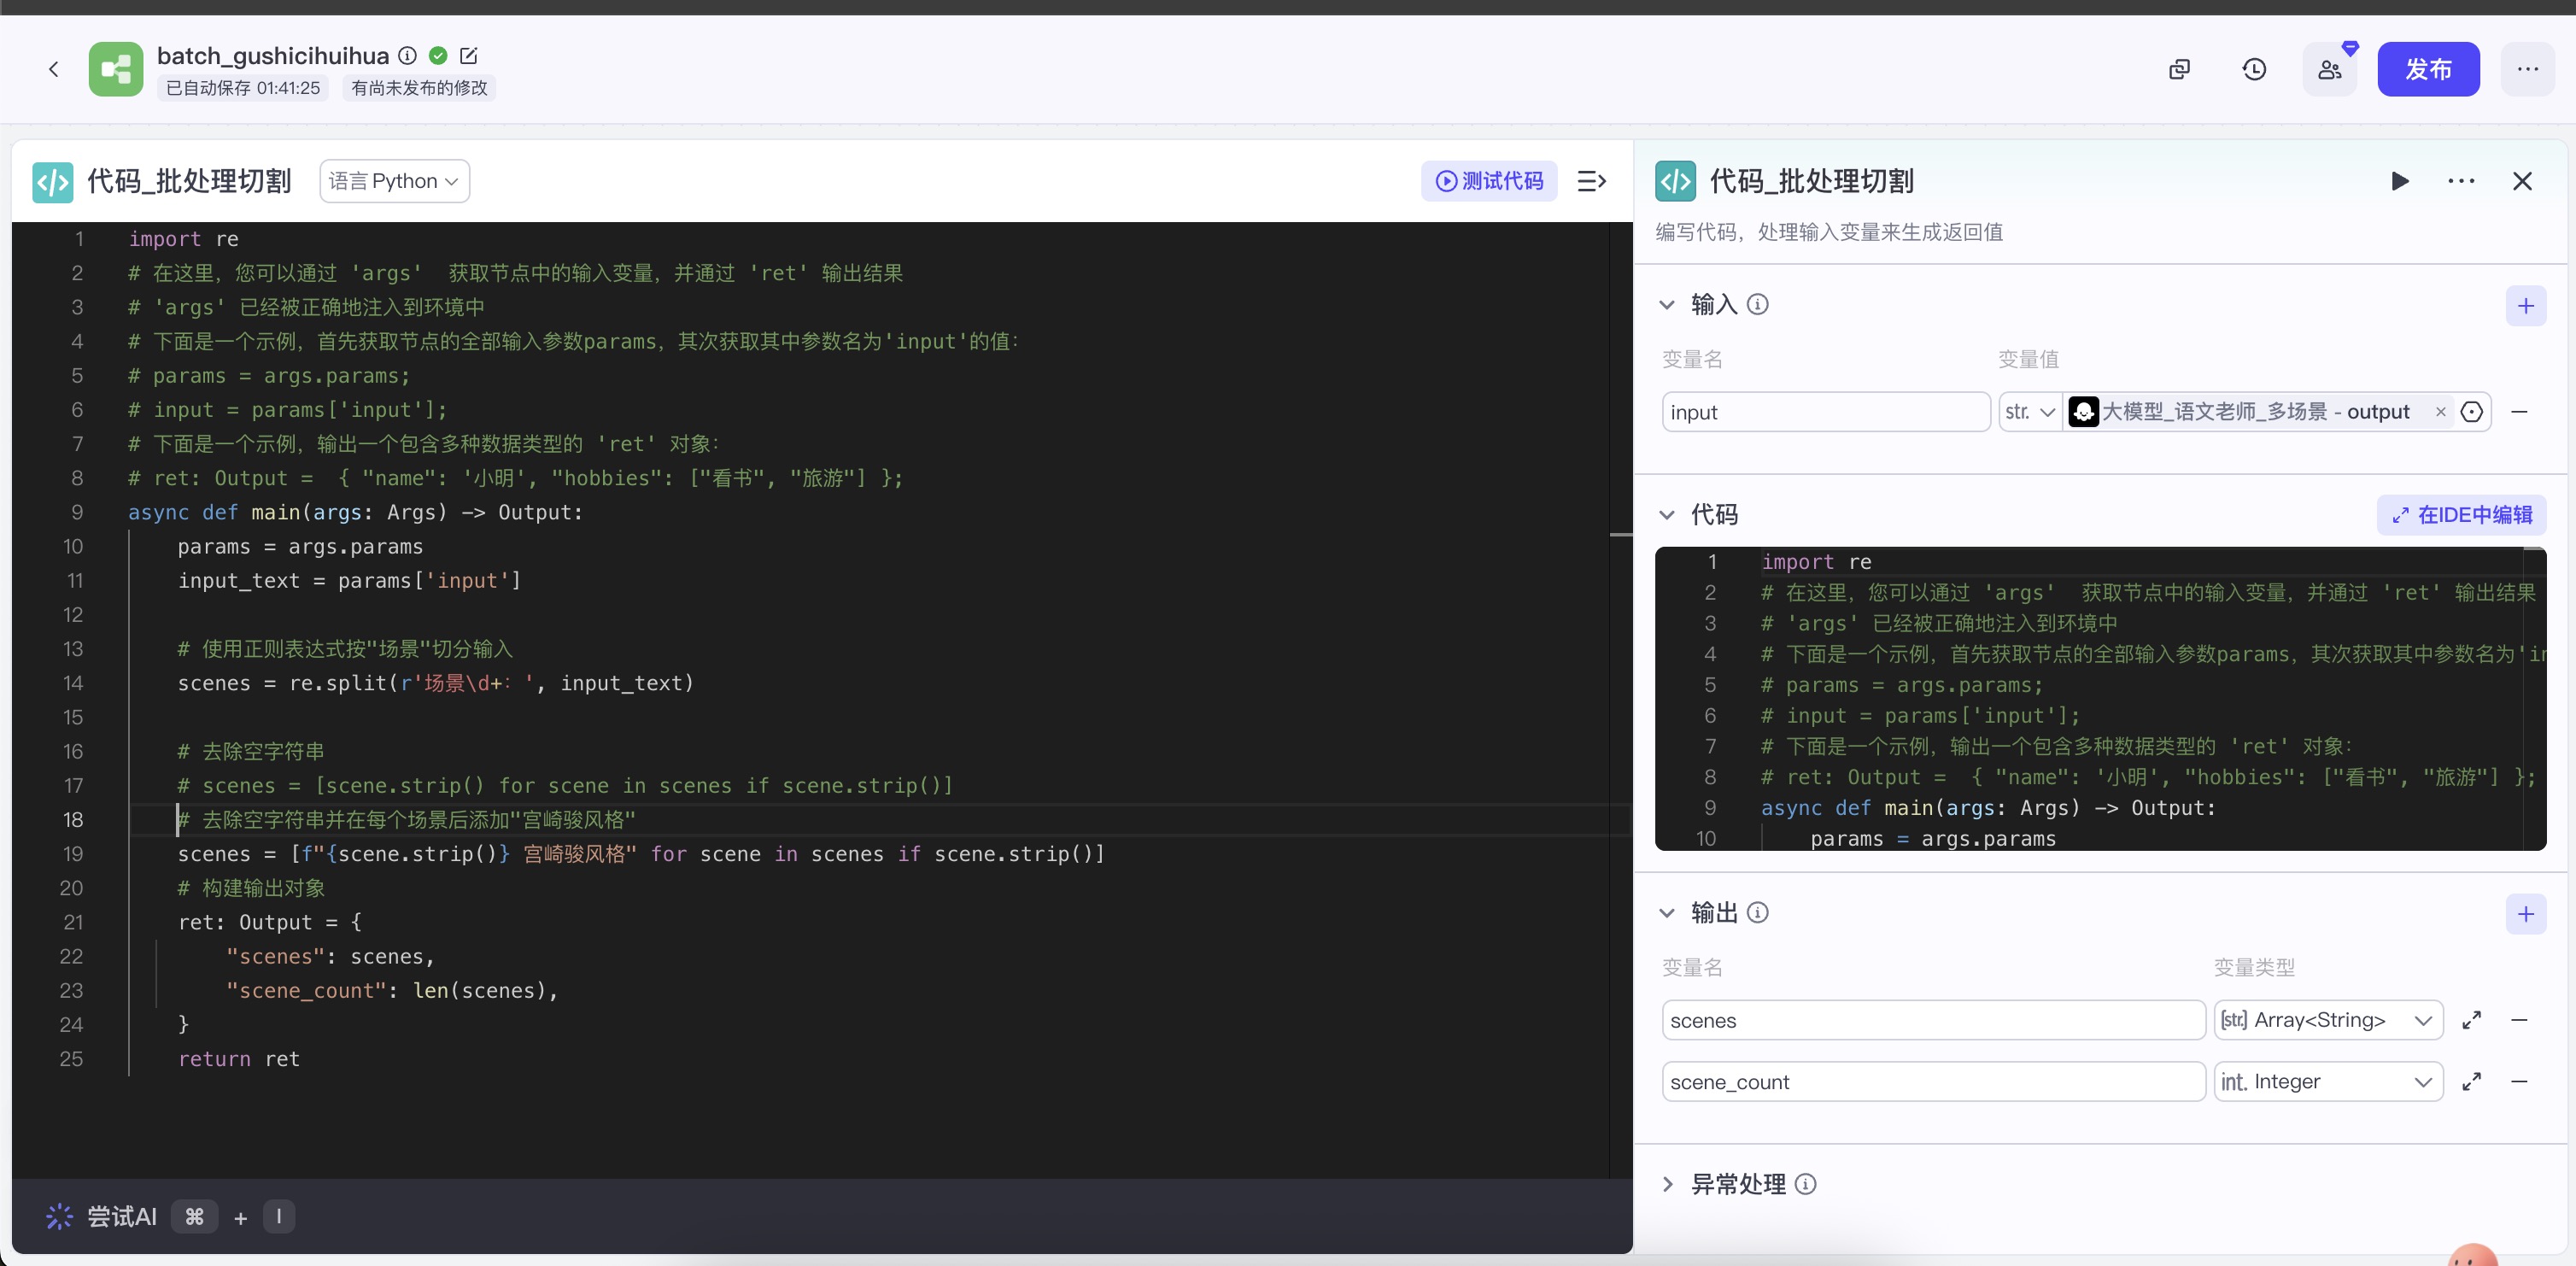 batch_gushicihuihua
已自动保存 01:41:25 有尚未发布的修改
发布
代码_批处理切割 语言 Python 测试代码
1 import re
2 # 在这里，您可以通过 'args'  获取节点中的输入变量，并通过 'ret' 输出结果
3 # 'args' 已经被正确地注入到环境中
4 # 下面是一个示例，首先获取节点的全部输入参数params，其次获取其中参数名为'input'的值：
5 # params = args.params;
6 # input = params['input'];
7 # 下面是一个示例，输出一个包含多种数据类型的 'ret' 对象：
8 # ret: Output =  { "name": '小明', "hobbies": ["看书", "旅游"] };
9 async def main(args: Args) -> Output:
10     params = args.params
11     input_text = params['input']
12
13     # 使用正则表达式按"场景"切分输入
14     scenes = re.split(r'场景\d+：', input_text)
15
16     # 去除空字符串
17     # scenes = [scene.strip() for scene in scenes if scene.strip()]
18     # 去除空字符串并在每个场景后添加"宫崎骏风格"
19     scenes = [f"{scene.strip()} 宫崎骏风格" for scene in scenes if scene.strip()]
20     # 构建输出对象
21     ret: Output = {
22         "scenes": scenes,
23         "scene_count": len(scenes),
24     }
25     return ret
尝试AI ⌘ + I
代码_批处理切割
编写代码，处理输入变量来生成返回值
输入
变量名 变量值
input str. 大模型_语文老师_多场景 - output
代码 在IDE中编辑
1 import re
2 # 在这里，您可以通过 'args'  获取节点中的输入变量，并通过 'ret' 输出结果
3 # 'args' 已经被正确地注入到环境中
4 # 下面是一个示例，首先获取节点的全部输入参数params，其次获取其中参数名为'in
5 # params = args.params;
6 # input = params['input'];
7 # 下面是一个示例，输出一个包含多种数据类型的 'ret' 对象：
8 # ret: Output =  { "name": '小明', "hobbies": ["看书", "旅游"] };
9 async def main(args: Args) -> Output:
10     params = args.params
输出
变量名 变量类型
scenes [str] Array<String>
scene_count int. Integer
异常处理